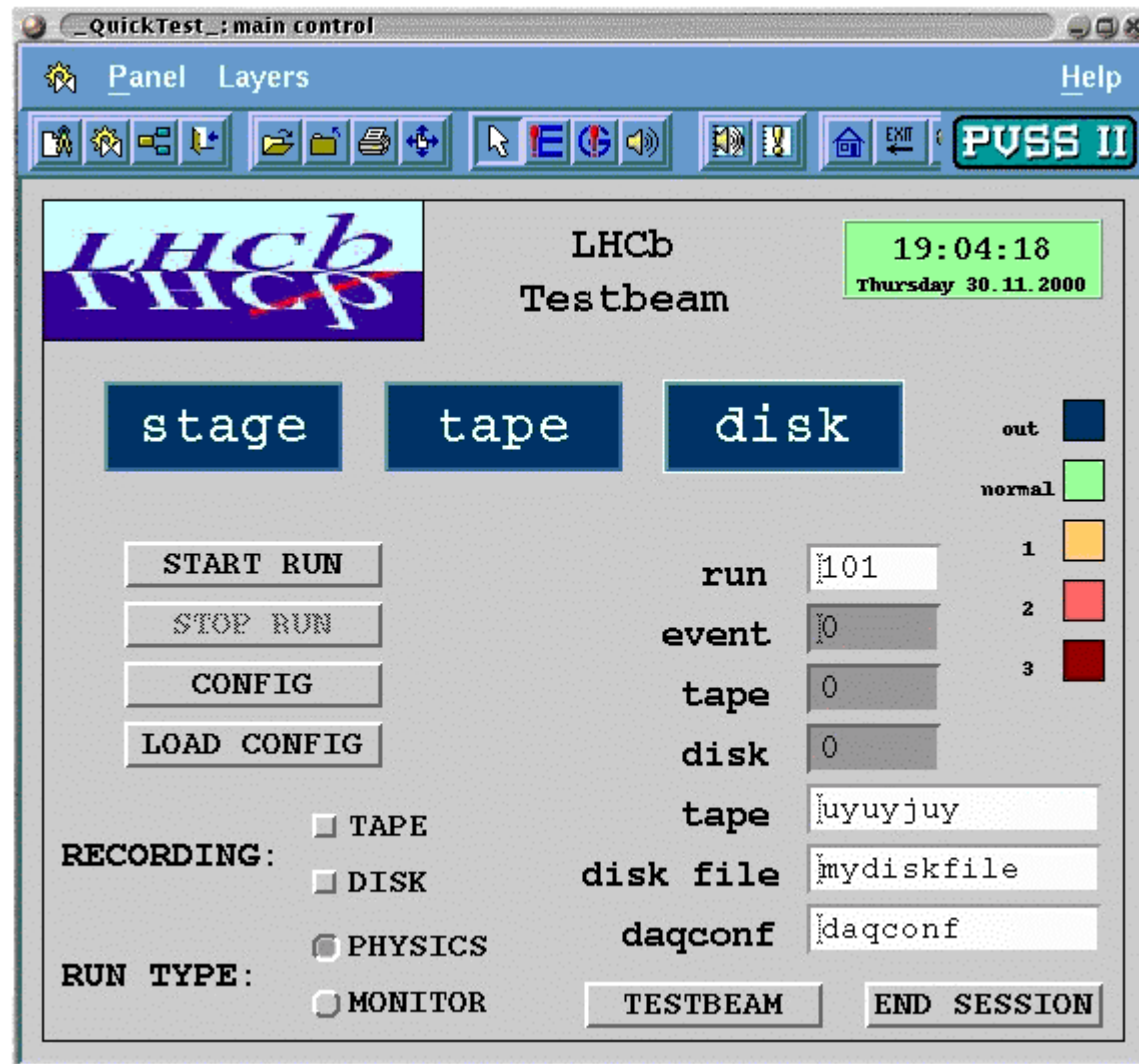 _QuickTest_: main control
Panel Layers Help
EXIT PVSS II
LHCb
LHCb
Testbeam
19:04:18
Thursday 30.11.2000
stage tape disk
out
normal
1
2
3
START RUN
STOP RUN
CONFIG
LOAD CONFIG
run 101
event 0
tape 0
disk 0
tape uyuyjuy
disk file mydiskfile
daqconf daqconf
RECORDING:
TAPE
DISK
RUN TYPE:
PHYSICS
MONITOR
TESTBEAM END SESSION